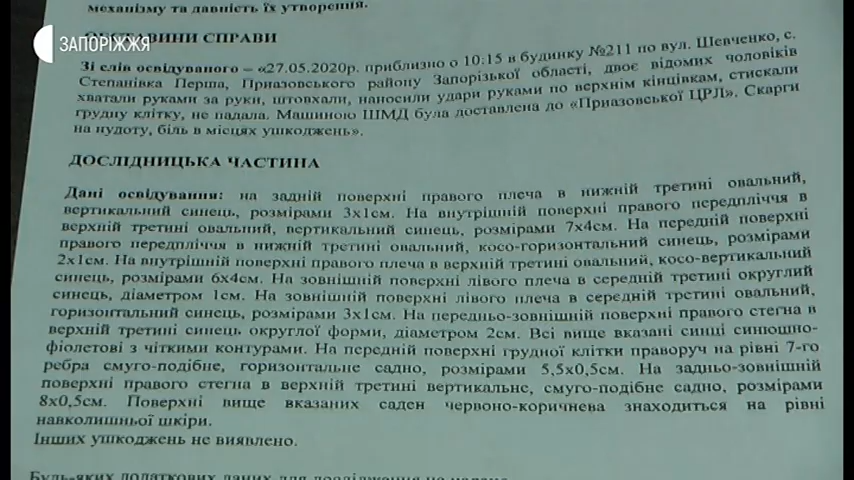 механізму та давність їх утворення.
ЗАПОРІЖЖЯ
ОБСТАВИНИ СПРАВИ
Зі слів освідуваного – «27.05.2020р. приблизно о 10:15 в будинку №211 по вул. Шевченко, с.
Степанівка Перша, Приазовського району Запорізької області, двоє відомих чоловіків
хватали руками за руки, штовхали, наносили удари руками по верхнім кінцівкам, стискали
грудну клітку, не падала. Машиною ШМД була доставлена до «Приазовської ЦРЛ». Скарги
на нудоту, біль в місцях ушкоджень».
ДОСЛІДНИЦЬКА ЧАСТИНА
Дані освідування: на задній поверхні правого плеча в нижній третині овальний,
вертикальний синець, розмірами 3х1см. На внутрішній поверхні правого передпліччя в
верхній третині овальний, вертикальний синець, розмірами 7х4см. На передній поверхні
правого передпліччя в нижній третині овальний, косо-горизонтальний синець, розмірами
2х1см. На внутрішній поверхні правого плеча в верхній третині овальний, косо-вертикальний
синець, розмірами 6х4см. На зовнішній поверхні лівого плеча в середній третині округлий
синець, діаметром 1см. На зовнішній поверхні лівого плеча в середній третині овальний,
горизонтальний синець, розмірами 3х1см. На передньо-зовнішній поверхні правого стегна в
верхній третині синець округлої форми, діаметром 2см. Всі вище вказані синці синюшно-
фіолетові з чіткими контурами. На передній поверхні грудної клітки праворуч на рівні 7-го
ребра смуго-подібне, горизонтальне садно, розмірами 5,5х0,5см. На задньо-зовнішній
поверхні правого стегна в верхній третині вертикальне, смуго-подібне садно, розмірами
8х0,5см. Поверхні вище вказаних саден червоно-коричнева знаходиться на рівні
навколишньої шкіри.
Інших ушкоджень не виявлено.
Будь-яких додаткових даних для дослідження не надано.